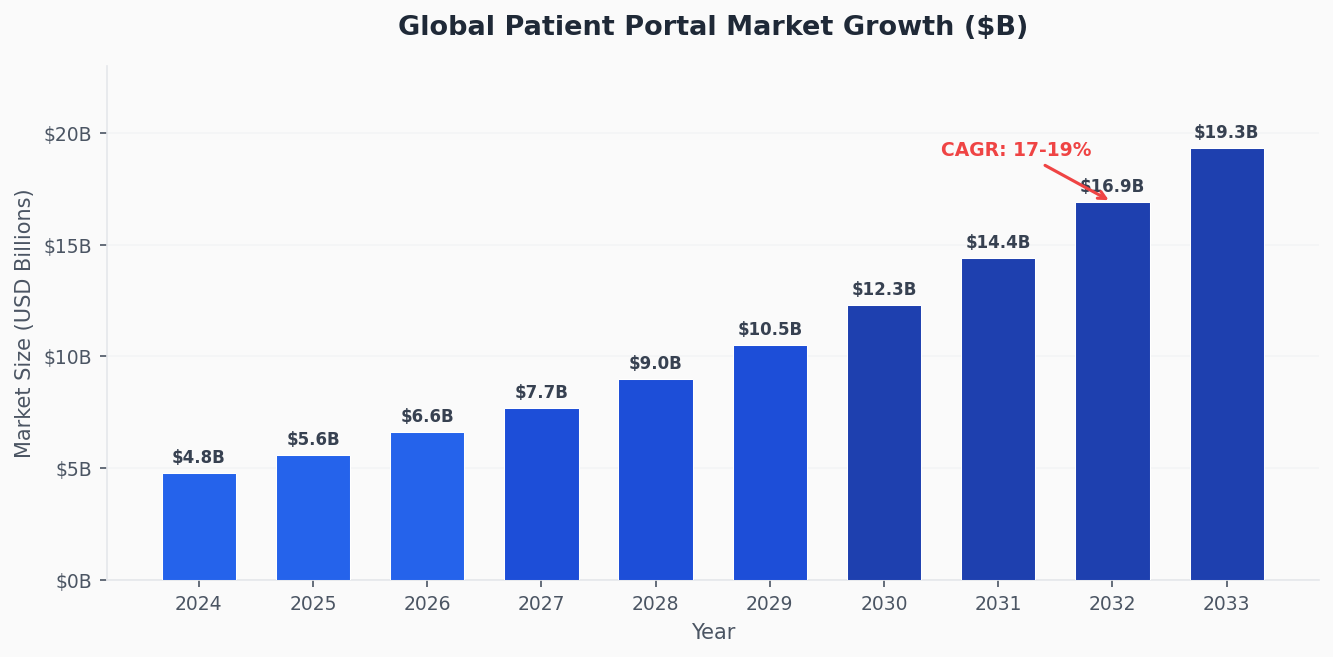 Global Patient Portal Market Growth ($B)
Market Size (USD Billions)
$20B
$15B
$10B
$5B
$0B
CAGR: 17-19%
$4.8B
$5.6B
$6.6B
$7.7B
$9.0B
$10.5B
$12.3B
$14.4B
$16.9B
$19.3B
2024 2025 2026 2027 2028 2029 2030 2031 2032 2033
Year